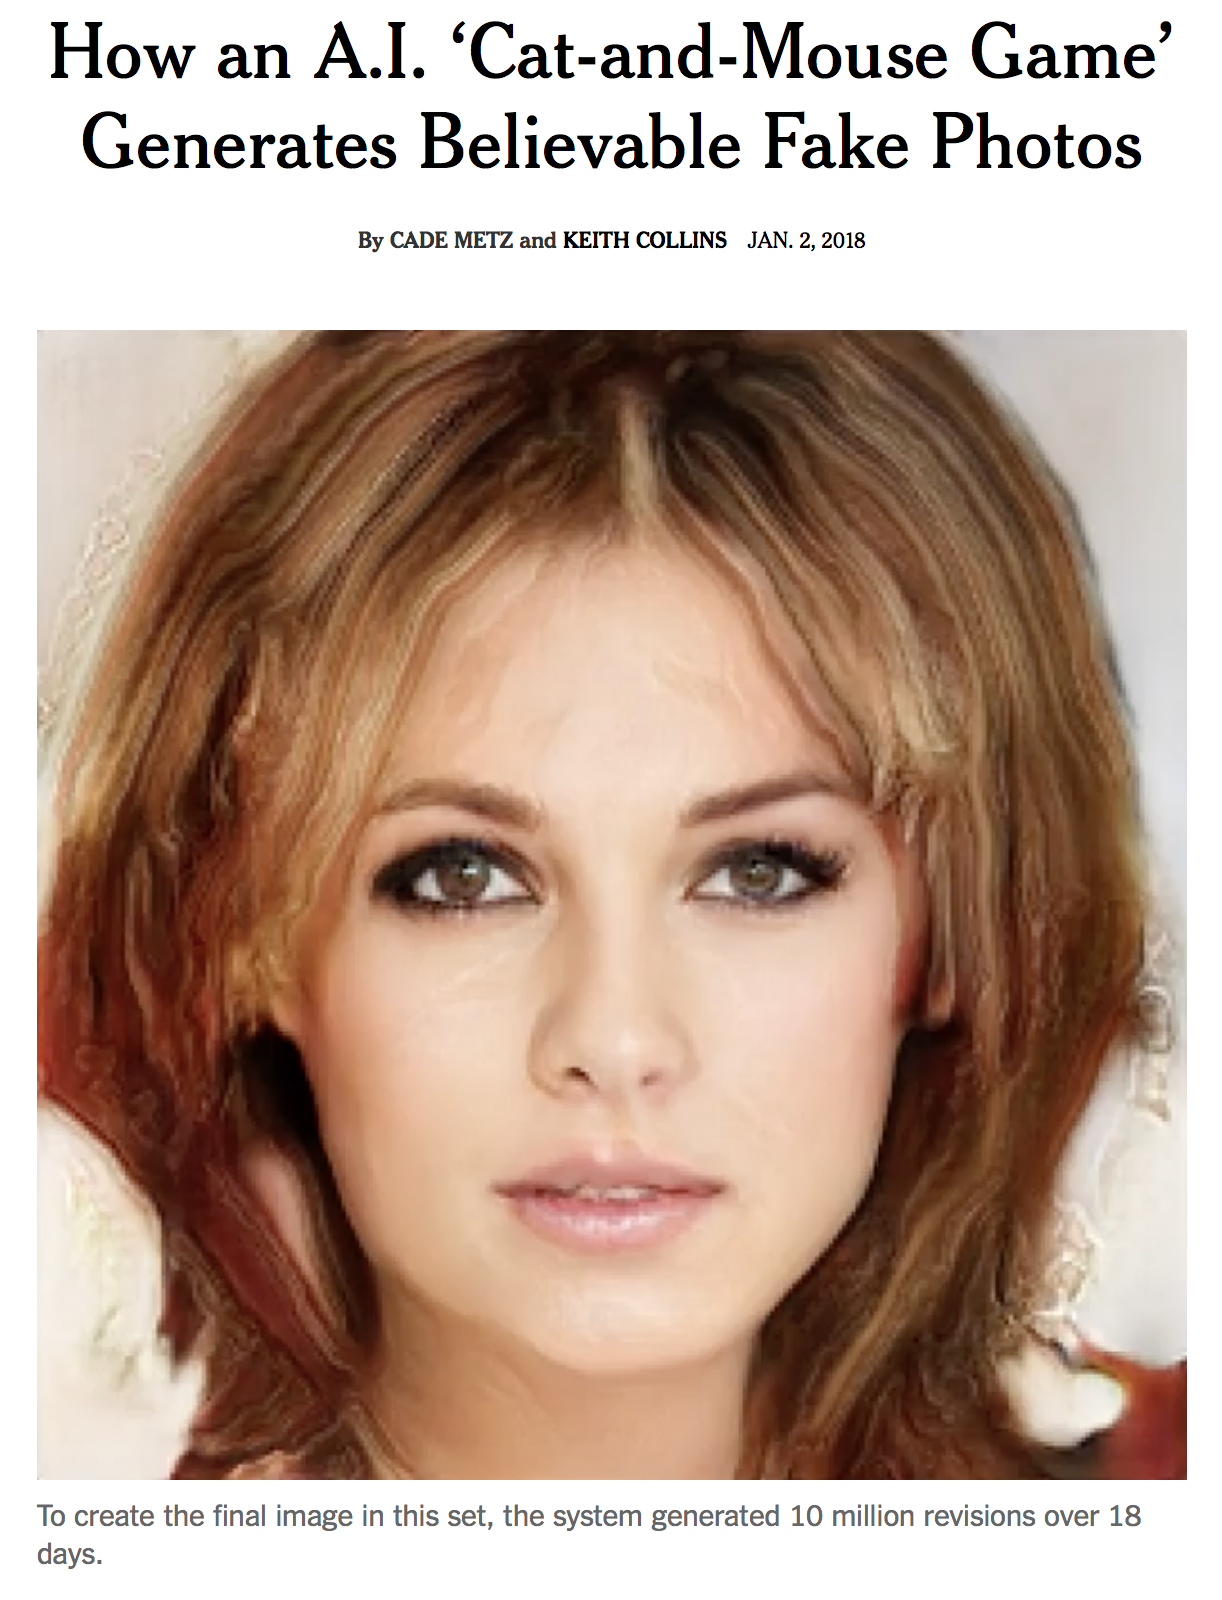 How an A.I. ‘Cat-and-Mouse Game’
Generates Believable Fake Photos
By CADE METZ and KEITH COLLINS JAN. 2, 2018
To create the final image in this set, the system generated 10 million revisions over 18
days.